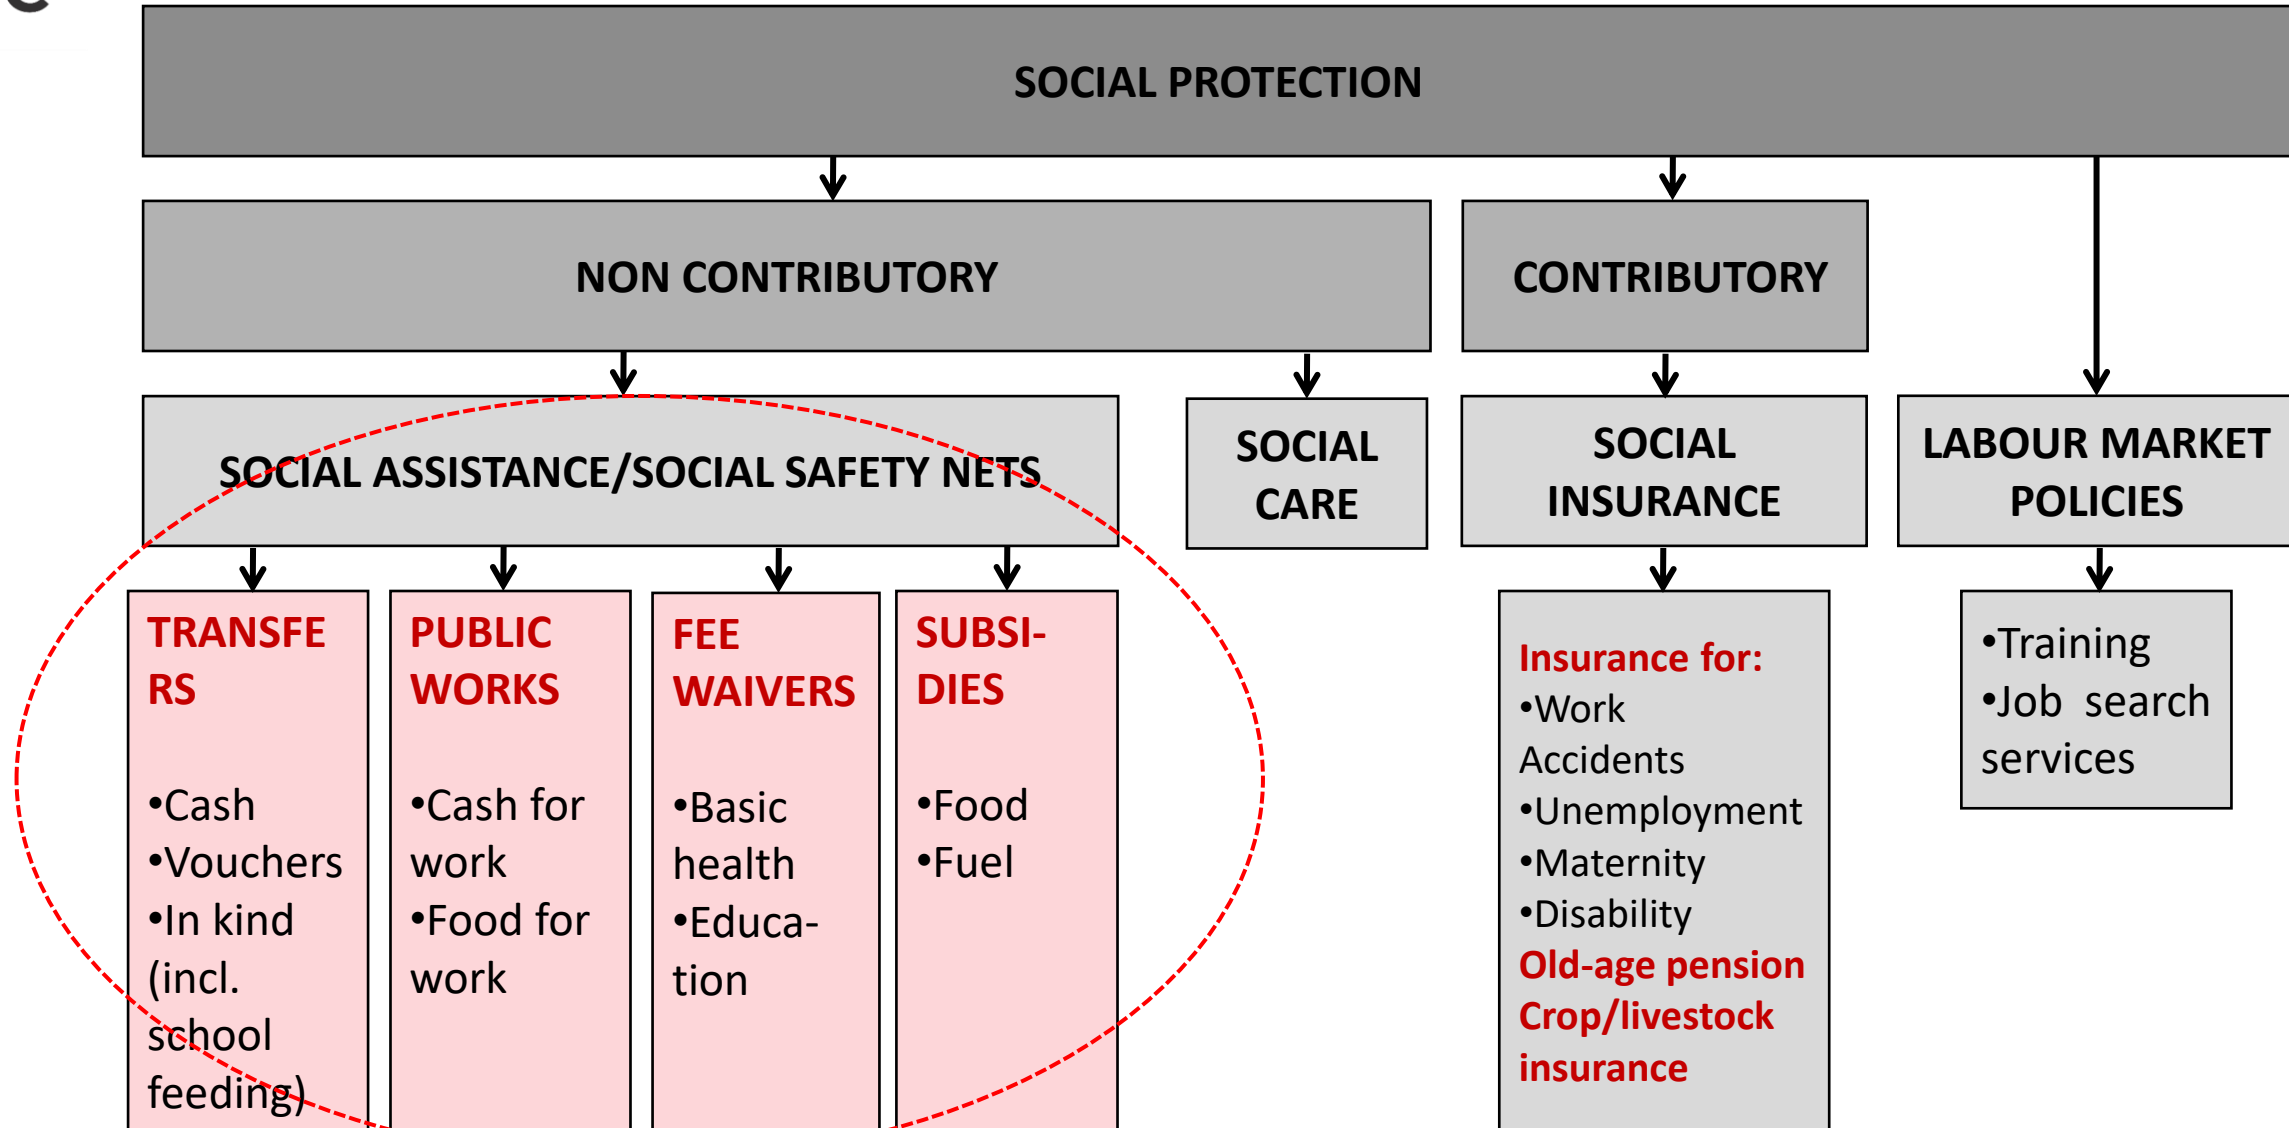 SOCIAL PROTECTION
NON CONTRIBUTORY
CONTRIBUTORY
SOCIAL ASSISTANCE/SOCIAL SAFETY NETS
SOCIAL
CARE
SOCIAL
INSURANCE
LABOUR MARKET
POLICIES
TRANSFE
RS
•Cash
•Vouchers
•In kind
(incl.
school
feeding)
PUBLIC
WORKS
•Cash for
work
•Food for
work
FEE
WAIVERS
•Basic
health
•Educa-
tion
SUBSI-
DIES
•Food
•Fuel
Insurance for:
•Work
Accidents
•Unemployment
•Maternity
•Disability
Old-age pension
Crop/livestock
insurance
•Training
•Job search
services